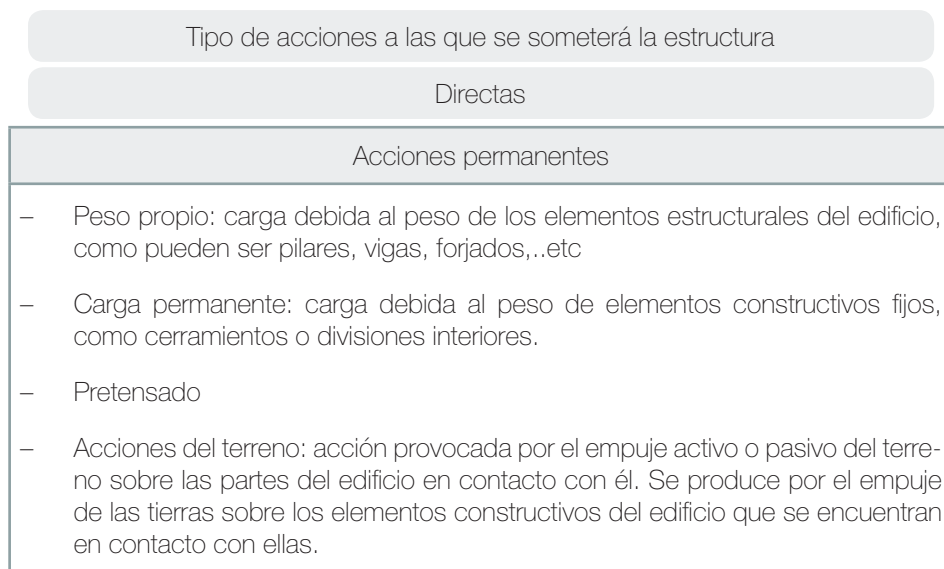 Tipo de acciones a las que se someterá la estructura
Directas
Acciones permanentes
– Peso propio: carga debida al peso de los elementos estructurales del edificio,
como pueden ser pilares, vigas, forjados,..etc
– Carga permanente: carga debida al peso de elementos constructivos fijos,
como cerramientos o divisiones interiores.
– Pretensado
– Acciones del terreno: acción provocada por el empuje activo o pasivo del terre-
no sobre las partes del edificio en contacto con él. Se produce por el empuje
de las tierras sobre los elementos constructivos del edificio que se encuentran
en contacto con ellas.